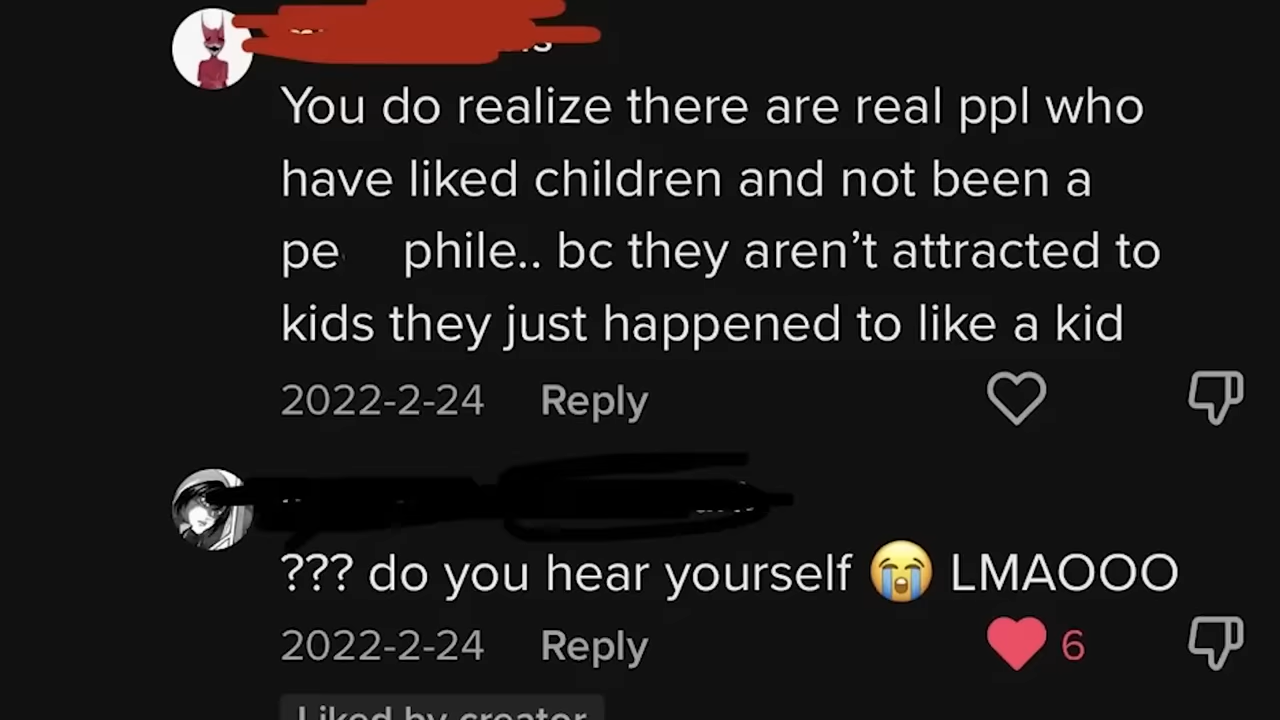 You do realize there are real ppl who
have liked children and not been a
pe phile.. bc they aren't attracted to
kids they just happened to like a kid
2022-2-24 Reply
??? do you hear yourself 😭 LMAOOO
2022-2-24 Reply 6
Liked by creator